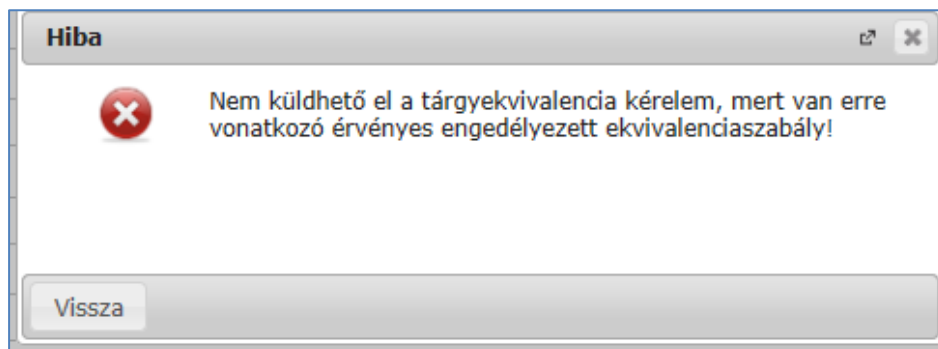 Hiba
Nem küldhető el a tárgyekvivalencia kérelem, mert van erre
vonatkozó érvényes engedélyezett ekvivalenciaszabály!
Vissza